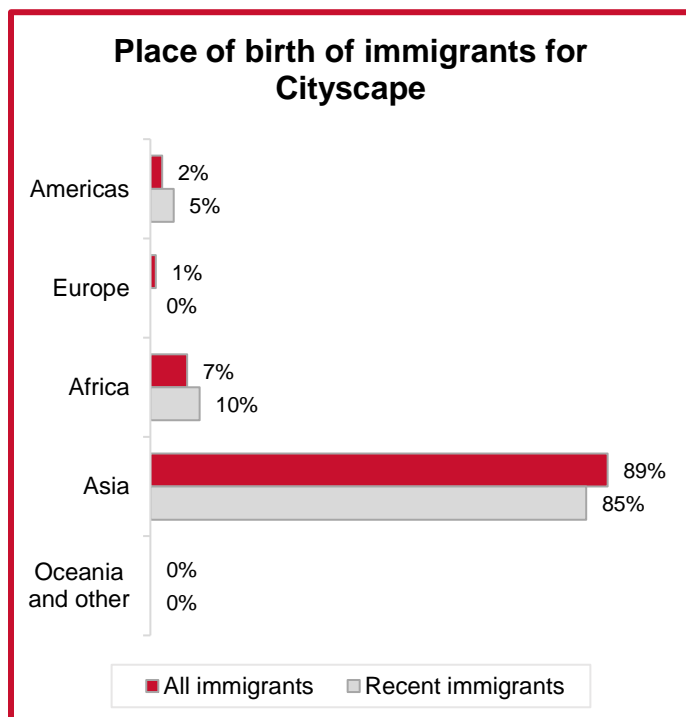 Place of birth of immigrants for
Cityscape
Americas
2%
5%
Europe
1%
0%
Africa
7%
10%
Asia
89%
85%
Oceania
and other
0%
0%
All immigrants
Recent immigrants